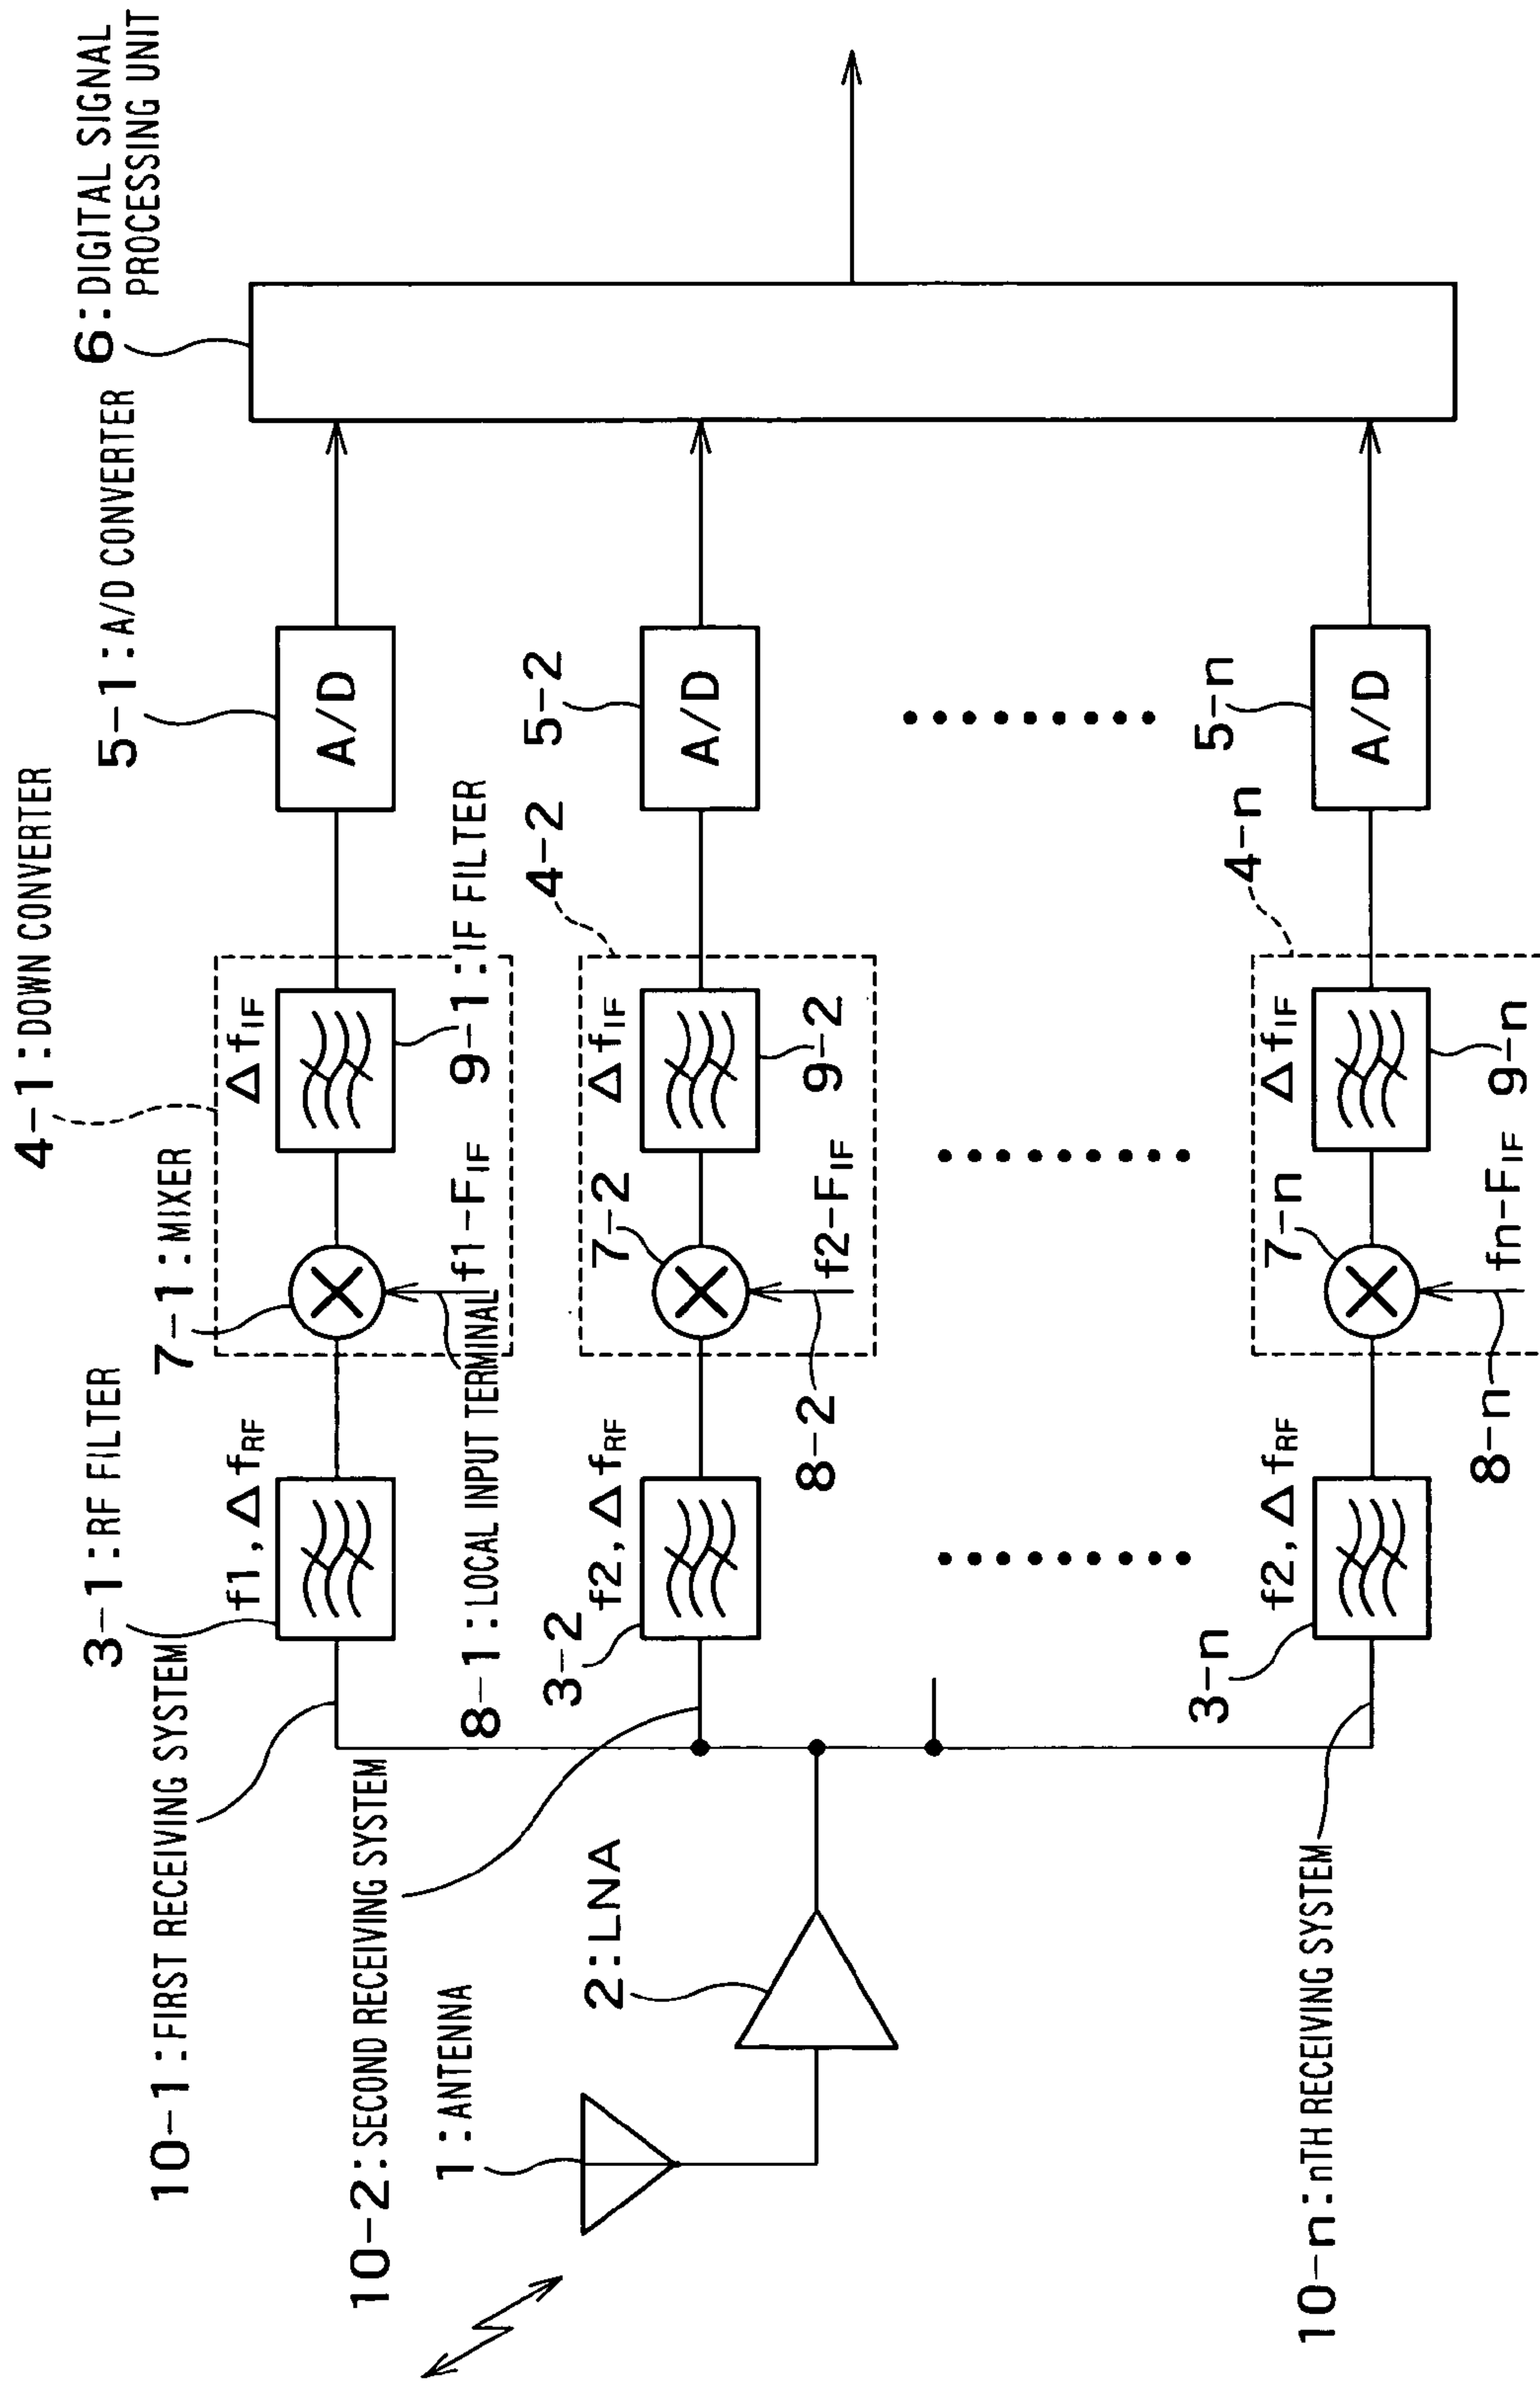 10-1:FIRST RECEIVING SYSTEM
3-1:RF FILTER
f1, Δ fRF
7-1:MIXER
4-1:DOWN CONVERTER
Δ fIF
f1-FIF
9-1:IF FILTER
8-1:LOCAL INPUT TERMINAL
5-1:A/D CONVERTER
A/D
6:DIGITAL SIGNAL
PROCESSING UNIT
10-2:SECOND RECEIVING SYSTEM
1:ANTENNA
2:LNA
3-2
f2, Δ fRF
7-2
f2-FIF
8-2
4-2
Δ fIF
9-2
5-2
A/D
10-n:nTH RECEIVING SYSTEM
3-n
f2, Δ fRF
7-n
fn-FIF
8-n
4-n
Δ fIF
9-n
5-n
A/D